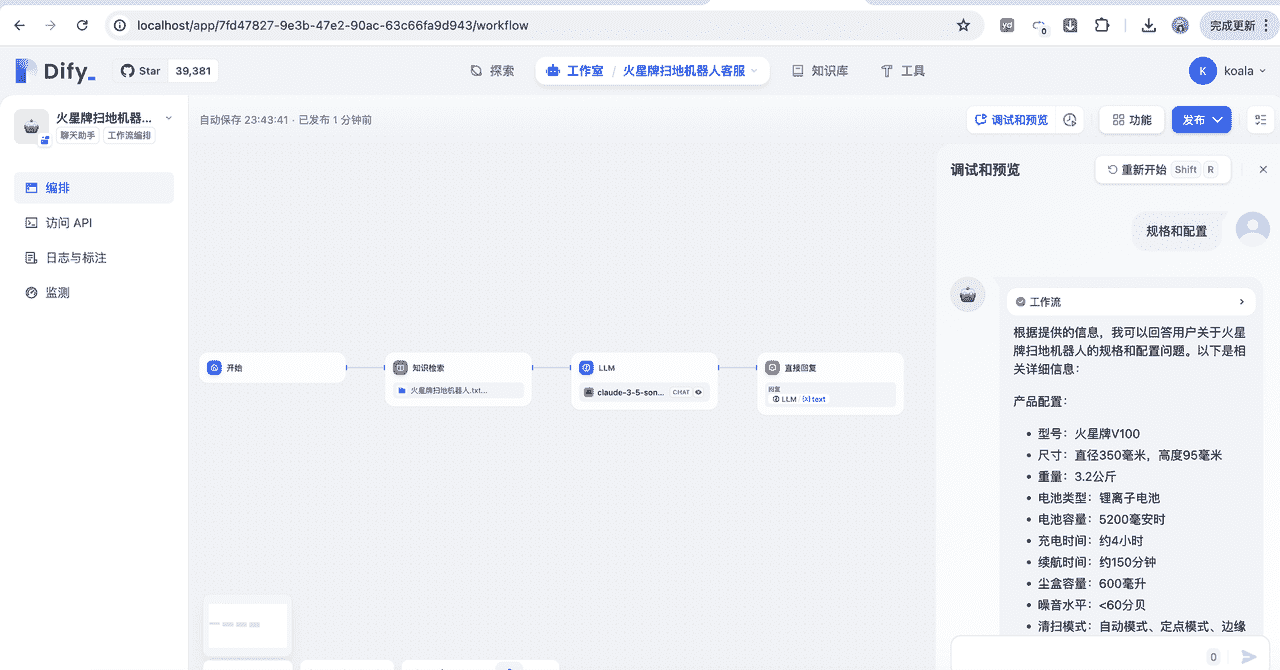 localhost/app/7fd47827-9e3b-47e2-90ac-63c66fa9d943/workflow
yd
0
完成更新
Dify_
Star 39,381
探索
工作室 / 火星牌扫地机器人客服
知识库
工具
K koala
火星牌扫地机器...
聊天助手 工作流编排
编排
访问 API
日志与标注
监测
自动保存 23:43:41 · 已发布 1 分钟前
调试和预览
功能
发布
开始
知识检索
火星牌扫地机器人.txt...
LLM
claude-3-5-son... CHAT
直接回复
回复
LLM / {x} text
调试和预览
重新开始 Shift R
规格和配置
工作流
根据提供的信息，我可以回答用户关于火星
牌扫地机器人的规格和配置问题。以下是相
关详细信息：
产品配置：
• 型号：火星牌V100
• 尺寸：直径350毫米，高度95毫米
• 重量：3.2公斤
• 电池类型：锂离子电池
• 电池容量：5200毫安时
• 充电时间：约4小时
• 续航时间：约150分钟
• 尘盒容量：600毫升
• 噪音水平：<60分贝
• 清扫模式：自动模式、定点模式、边缘
0